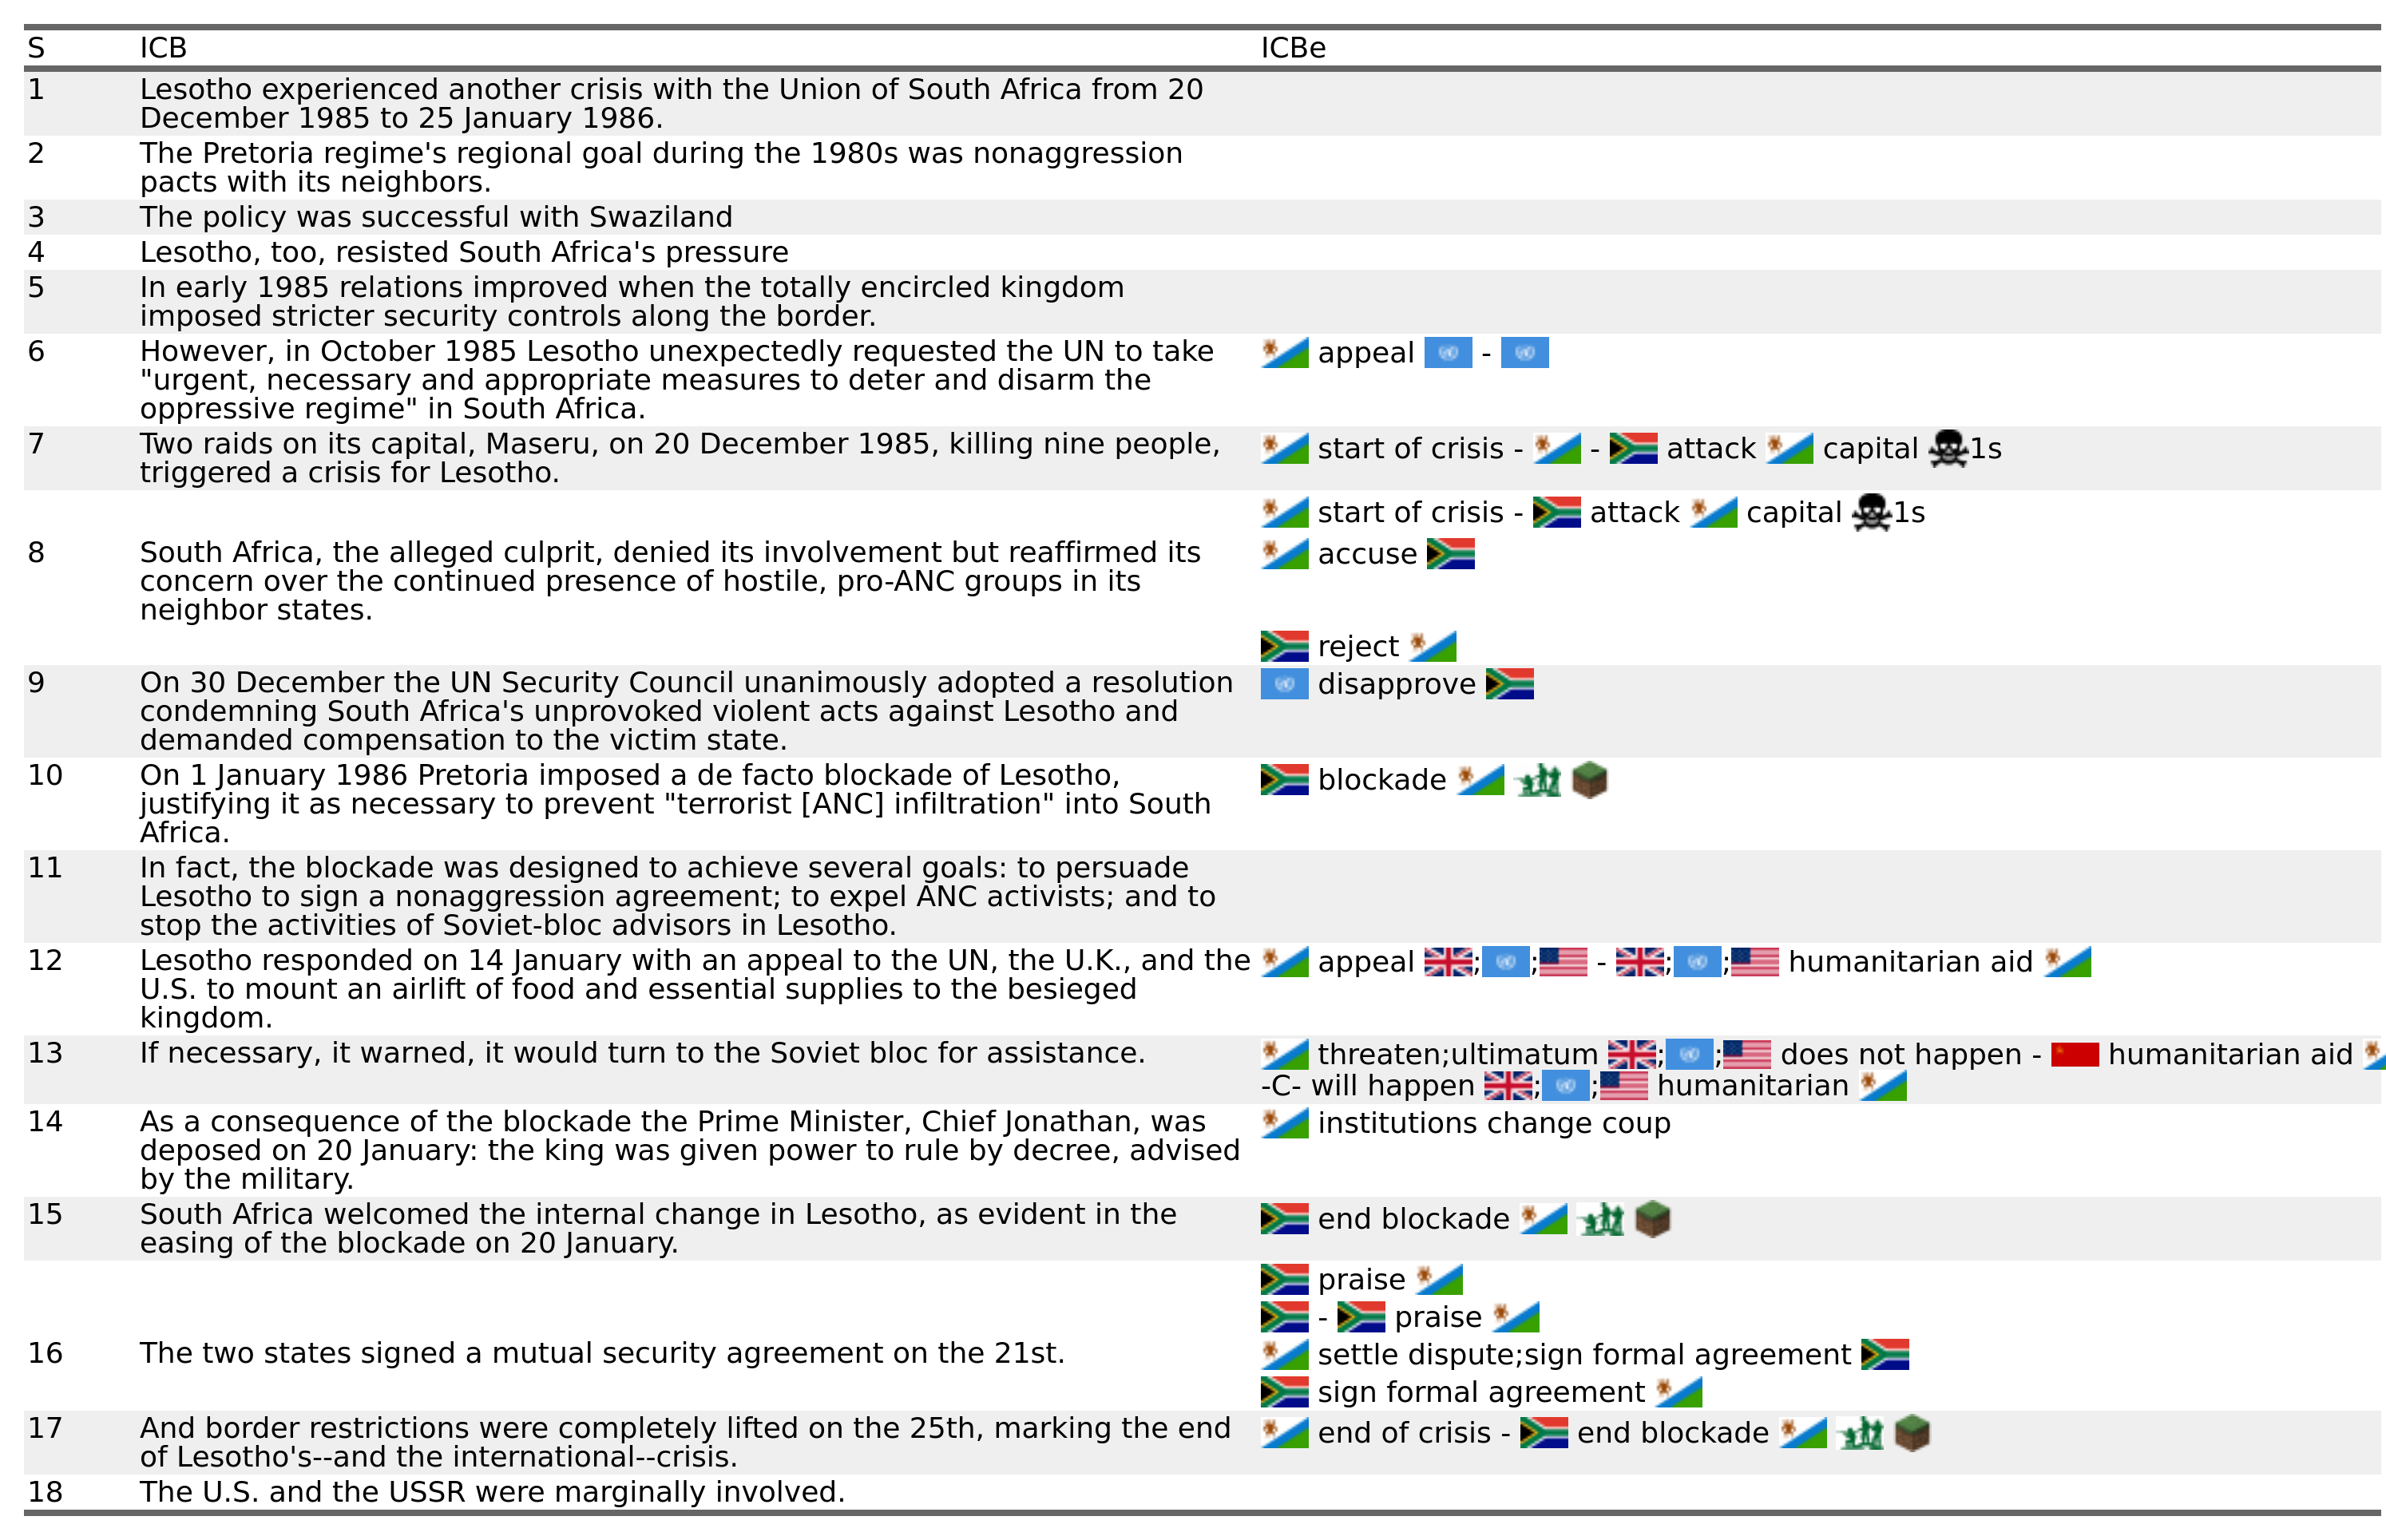 S ICB ICBe
1 Lesotho experienced another crisis with the Union of South Africa from 20
December 1985 to 25 January 1986.
2 The Pretoria regime's regional goal during the 1980s was nonaggression
pacts with its neighbors.
3 The policy was successful with Swaziland
4 Lesotho, too, resisted South Africa's pressure
5 In early 1985 relations improved when the totally encircled kingdom
imposed stricter security controls along the border.
6 However, in October 1985 Lesotho unexpectedly requested the UN to take appeal -
"urgent, necessary and appropriate measures to deter and disarm the
oppressive regime" in South Africa.
7 Two raids on its capital, Maseru, on 20 December 1985, killing nine people, start of crisis - - attack capital 1s
triggered a crisis for Lesotho.
start of crisis - attack capital 1s
8 South Africa, the alleged culprit, denied its involvement but reaffirmed its accuse
concern over the continued presence of hostile, pro-ANC groups in its
neighbor states.
reject
9 On 30 December the UN Security Council unanimously adopted a resolution disapprove
condemning South Africa's unprovoked violent acts against Lesotho and
demanded compensation to the victim state.
10 On 1 January 1986 Pretoria imposed a de facto blockade of Lesotho, blockade
justifying it as necessary to prevent "terrorist [ANC] infiltration" into South
Africa.
11 In fact, the blockade was designed to achieve several goals: to persuade
Lesotho to sign a nonaggression agreement; to expel ANC activists; and to
stop the activities of Soviet-bloc advisors in Lesotho.
12 Lesotho responded on 14 January with an appeal to the UN, the U.K., and the appeal ; ; - ; ; humanitarian aid
U.S. to mount an airlift of food and essential supplies to the besieged
kingdom.
13 If necessary, it warned, it would turn to the Soviet bloc for assistance. threaten;ultimatum ; ; does not happen - humanitarian aid
-C- will happen ; ; humanitarian
14 As a consequence of the blockade the Prime Minister, Chief Jonathan, was institutions change coup
deposed on 20 January: the king was given power to rule by decree, advised
by the military.
15 South Africa welcomed the internal change in Lesotho, as evident in the end blockade
easing of the blockade on 20 January.
praise
- praise
16 The two states signed a mutual security agreement on the 21st. settle dispute;sign formal agreement
sign formal agreement
17 And border restrictions were completely lifted on the 25th, marking the end end of crisis - end blockade
of Lesotho's--and the international--crisis.
18 The U.S. and the USSR were marginally involved.